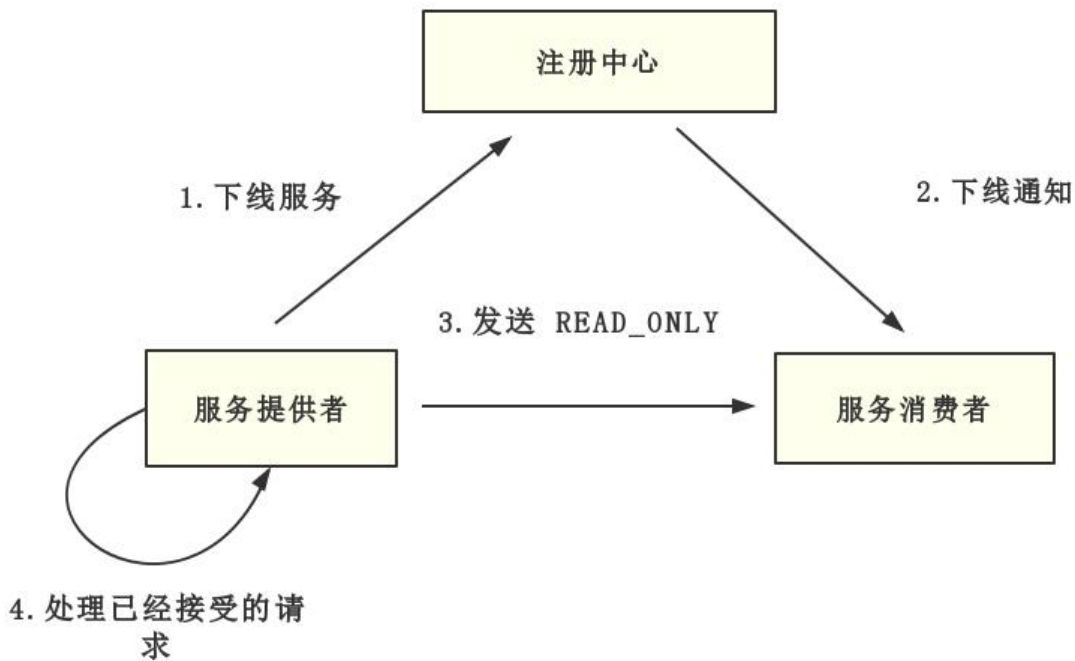 注册中心
1.下线服务
2.下线通知
3.发送 READ_ONLY
服务提供者
服务消费者
4.处理已经接受的请
求